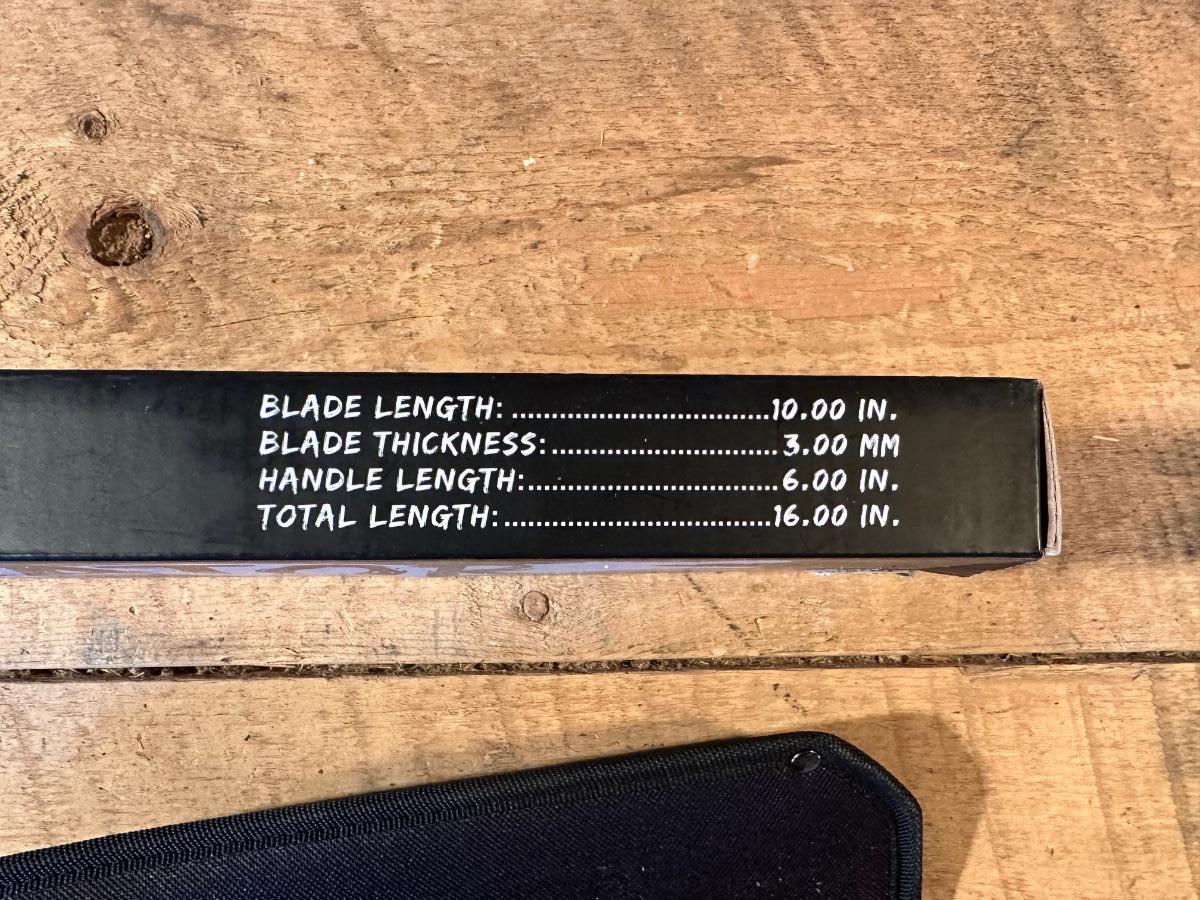 BLADE LENGTH: ................................10.00 IN.
BLADE THICKNESS:............................3.00 MM
HANDLE LENGTH:...............................6.00 IN.
TOTAL LENGTH: .................................16.00 IN.